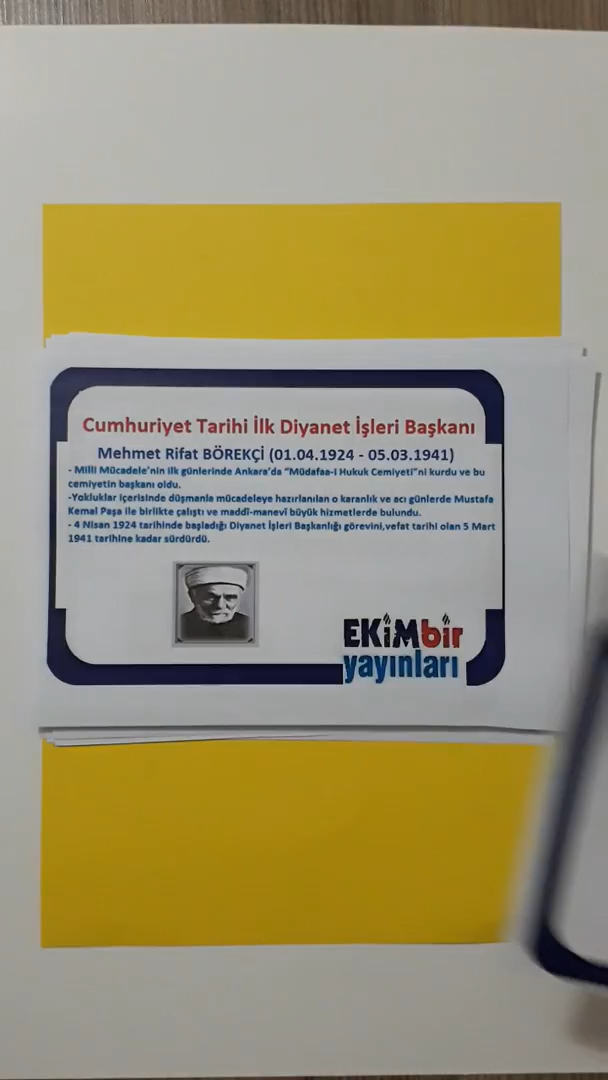 Cumhuriyet Tarihi İlk Diyanet İşleri Başkanı
Mehmet Rifat BÖREKÇİ (01.04.1924 - 05.03.1941)
- Milli Mücadele'nin ilk günlerinde Ankara'da "Müdafaa-i Hukuk Cemiyeti"ni kurdu ve bu
cemiyetin başkanı oldu.
-Yokluklar içerisinde düşmanla mücadeleye hazırlanılan o karanlık ve acı günlerde Mustafa
Kemal Paşa ile birlikte çalıştı ve maddî-manevî büyük hizmetlerde bulundu.
- 4 Nisan 1924 tarihinde başladığı Diyanet İşleri Başkanlığı görevini,vefat tarihi olan 5 Mart
1941 tarihine kadar sürdürdü.
EKİMbir
yayınları